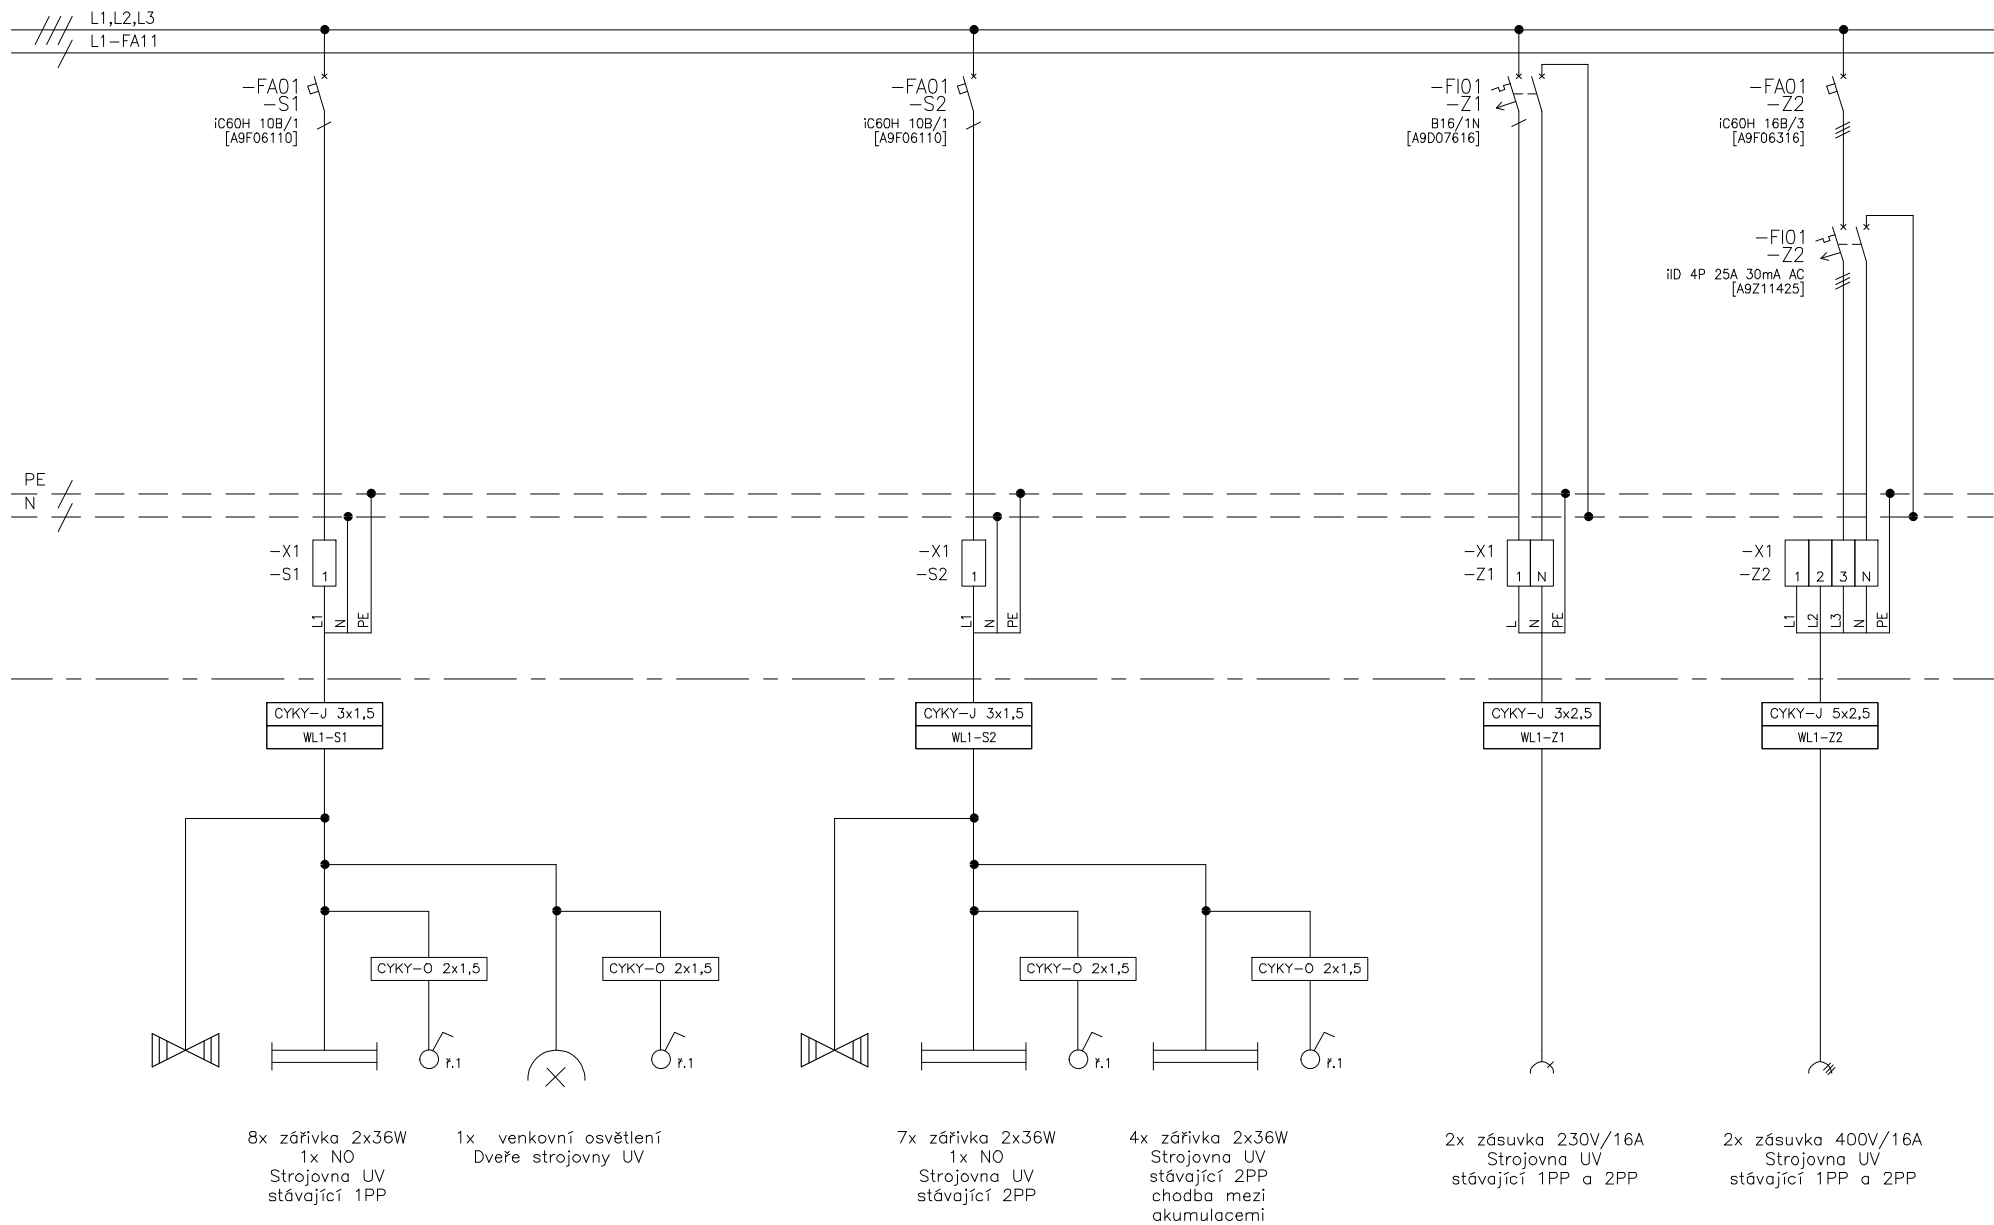 L1,L2,L3
L1-FA11
-FA01
-S1
iC60H 10B/1
[A9F06110]
-FA01
-S2
iC60H 10B/1
[A9F06110]
-FI01
-Z1
B16/1N
[A9D07616]
-FA01
-Z2
iC60H 16B/3
[A9F06316]
-FI01
-Z2
iID 4P 25A 30mA AC
[A9Z11425]
PE
N
-X1
-S1
1
L1
N
PE
-X1
-S2
1
L1
N
PE
-X1
-Z1
1 N
L
N
PE
-X1
-Z2
1 2 3 N
L1
L2
L3
N
PE
CYKY-J 3x1,5
WL1-S1
CYKY-J 3x1,5
WL1-S2
CYKY-J 3x2,5
WL1-Z1
CYKY-J 5x2,5
WL1-Z2
CYKY-O 2x1,5
CYKY-O 2x1,5
CYKY-O 2x1,5
CYKY-O 2x1,5
ř.1
ř.1
ř.1
ř.1
8x zářivka 2x36W
1x NO
Strojovna UV
stávající 1PP
1x venkovní osvětlení
Dveře strojovny UV
7x zářivka 2x36W
1x NO
Strojovna UV
stávající 2PP
4x zářivka 2x36W
Strojovna UV
stávající 2PP
chodba mezi
akumulacemi
2x zásuvka 230V/16A
Strojovna UV
stávající 1PP a 2PP
2x zásuvka 400V/16A
Strojovna UV
stávající 1PP a 2PP